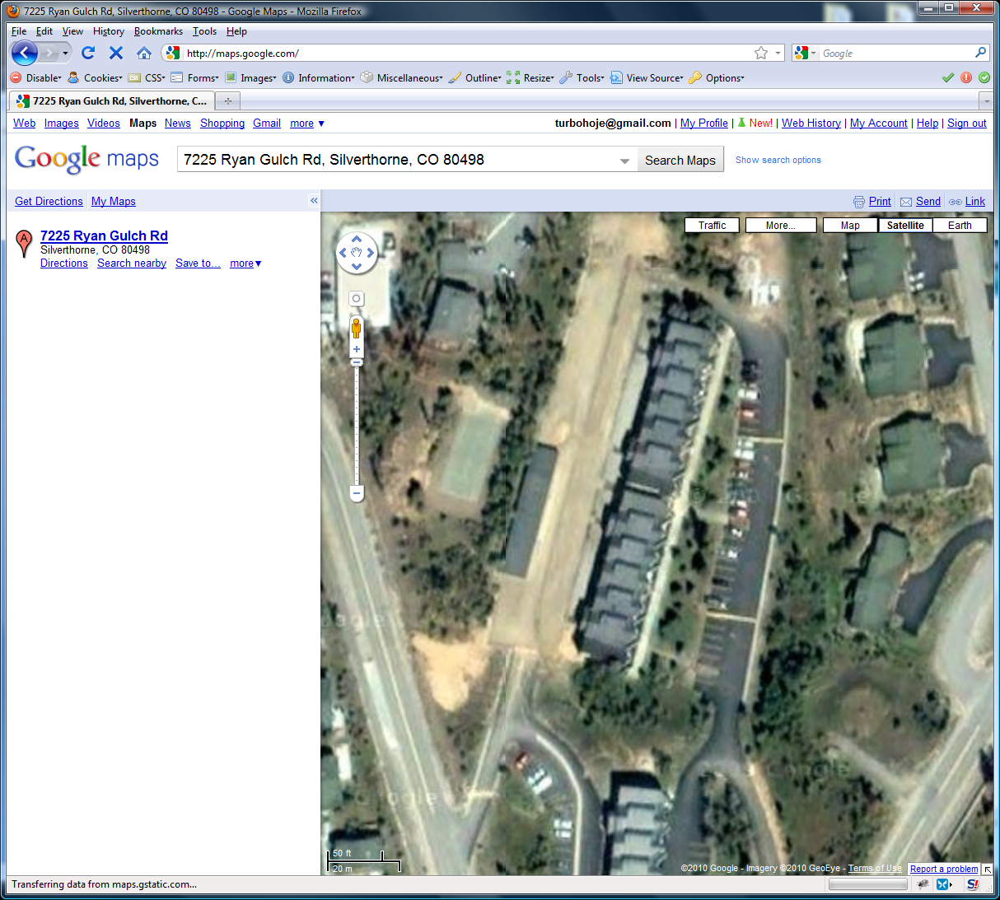 7225 Ryan Gulch Rd, Silverthorne, CO 80498 - Google Maps - Mozilla Firefox
File Edit View History Bookmarks Tools Help
http://maps.google.com/ Google
Disable CSS Cookies Forms Images Information Miscellaneous Outline Resize Tools View Source Options
7225 Ryan Gulch Rd, Silverthorne, C...
Web Images Videos Maps News Shopping Gmail more ▼ turbohoje@gmail.com | My Profile | New! | Web History | My Account | Help | Sign out
Google maps 7225 Ryan Gulch Rd, Silverthorne, CO 80498 Search Maps Show search options
Get Directions My Maps « Print Send Link
Traffic More... Map Satellite Earth
A 7225 Ryan Gulch Rd
Silverthorne, CO 80498
Directions Search nearby Save to... more▼
50 ft
20 m
©2010 Google - Imagery ©2010 GeoEye - Terms of Use Report a problem
Transferring data from maps.gstatic.com... S!